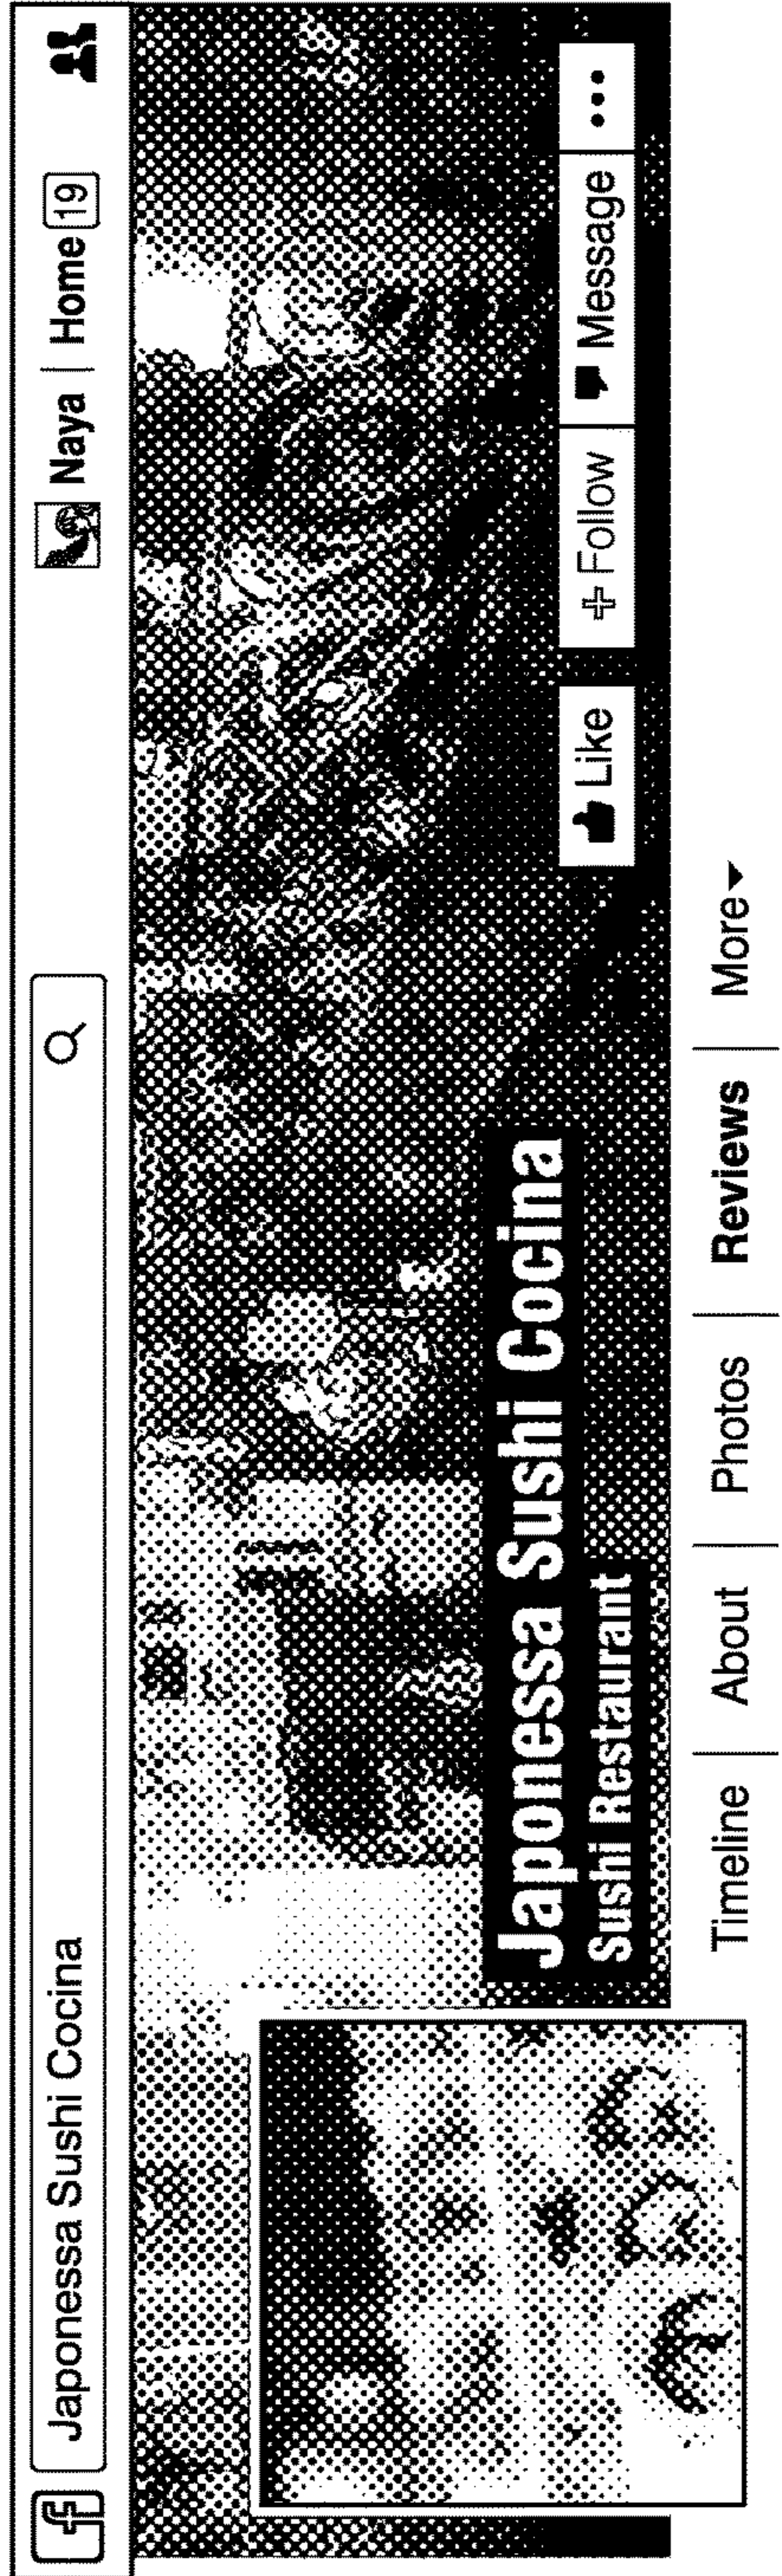 f Japonessa Sushi Cocina Naya Home 19
Japonessa Sushi Cocina
Sushi Restaurant
Like Follow Message •••
Timeline About Photos Reviews More